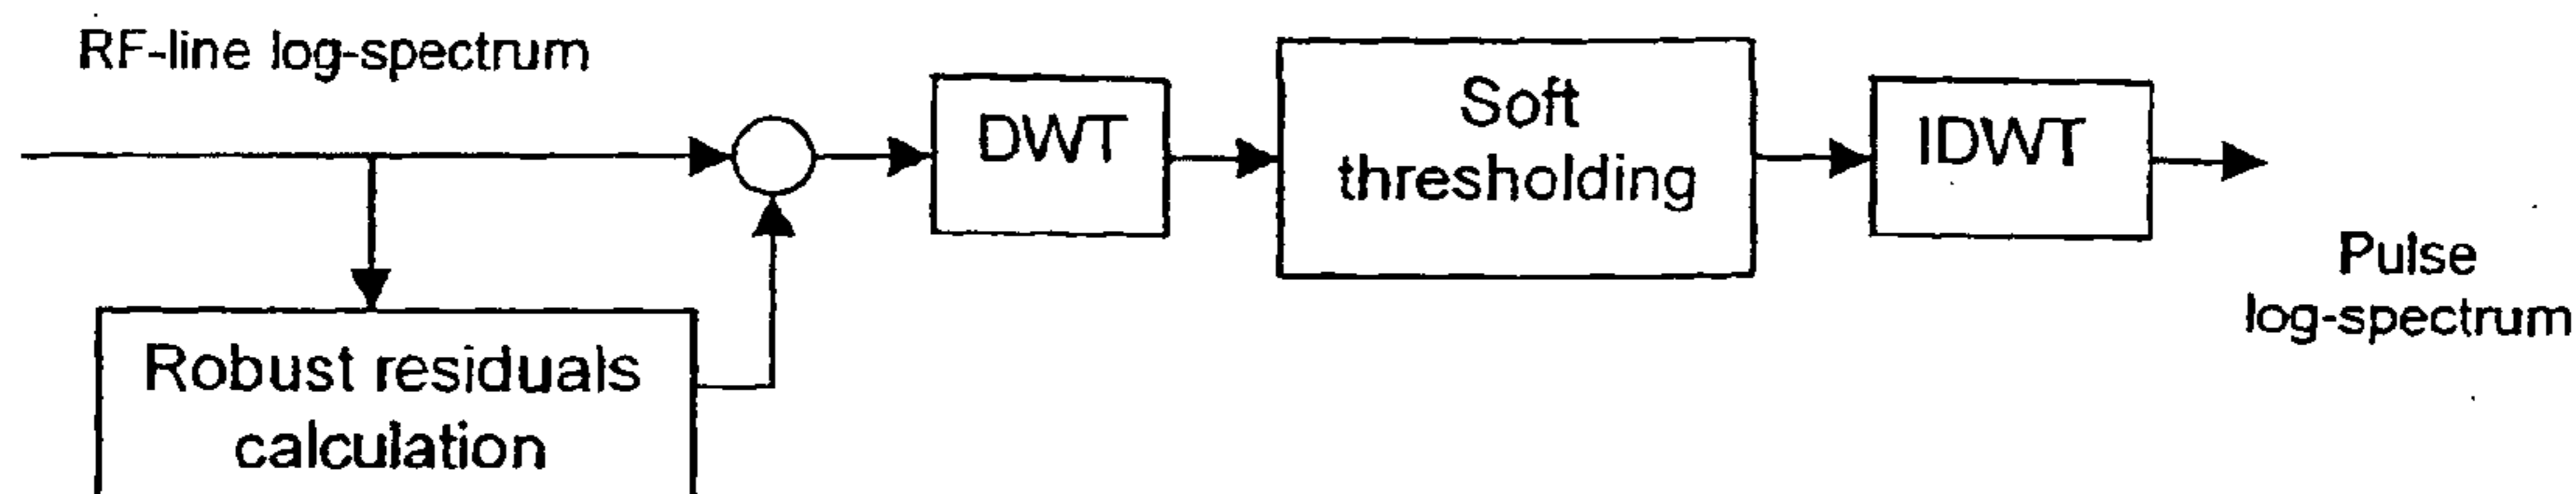 RF-line log-spectrum
DWT
Soft
thresholding
IDWT
Pulse
log-spectrum
Robust residuals
calculation